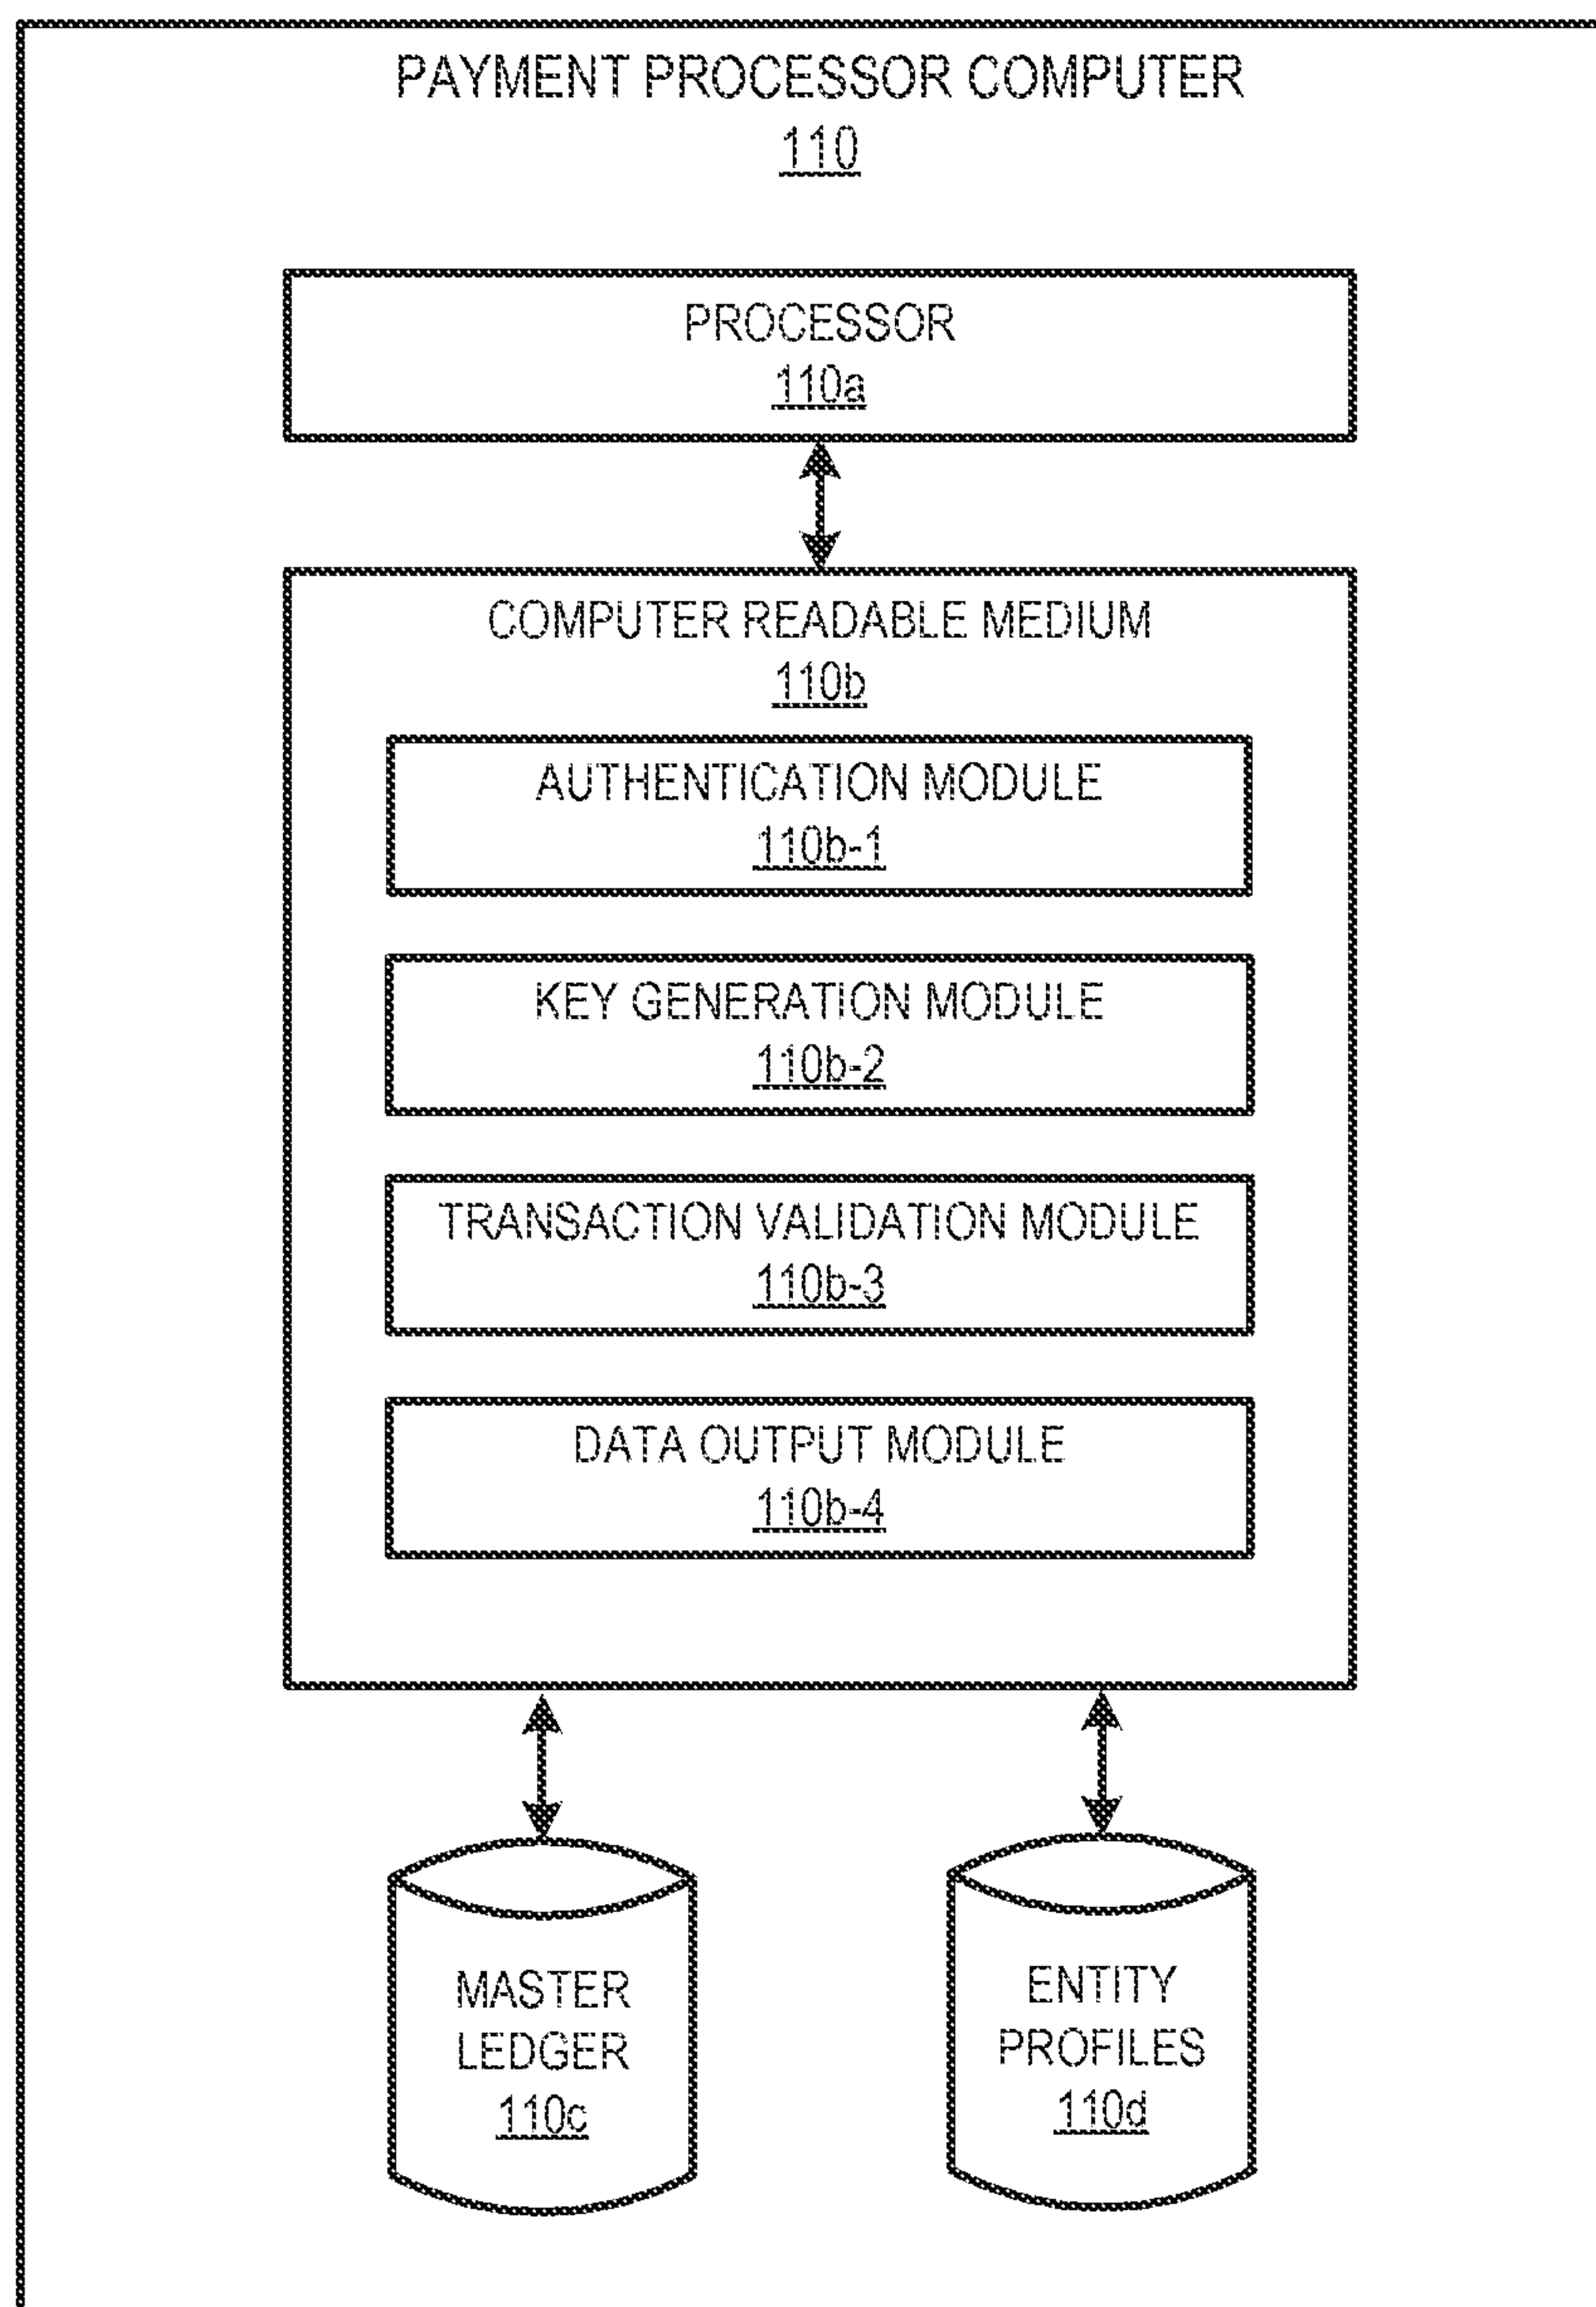 PAYMENT PROCESSOR COMPUTER
110
PROCESSOR
110a
COMPUTER READABLE MEDIUM
110b
AUTHENTICATION MODULE
110b-1
KEY GENERATION MODULE
110b-2
TRANSACTION VALIDATION MODULE
110b-3
DATA OUTPUT MODULE
110b-4
MASTER
LEDGER
110c
ENTITY
PROFILES
110d